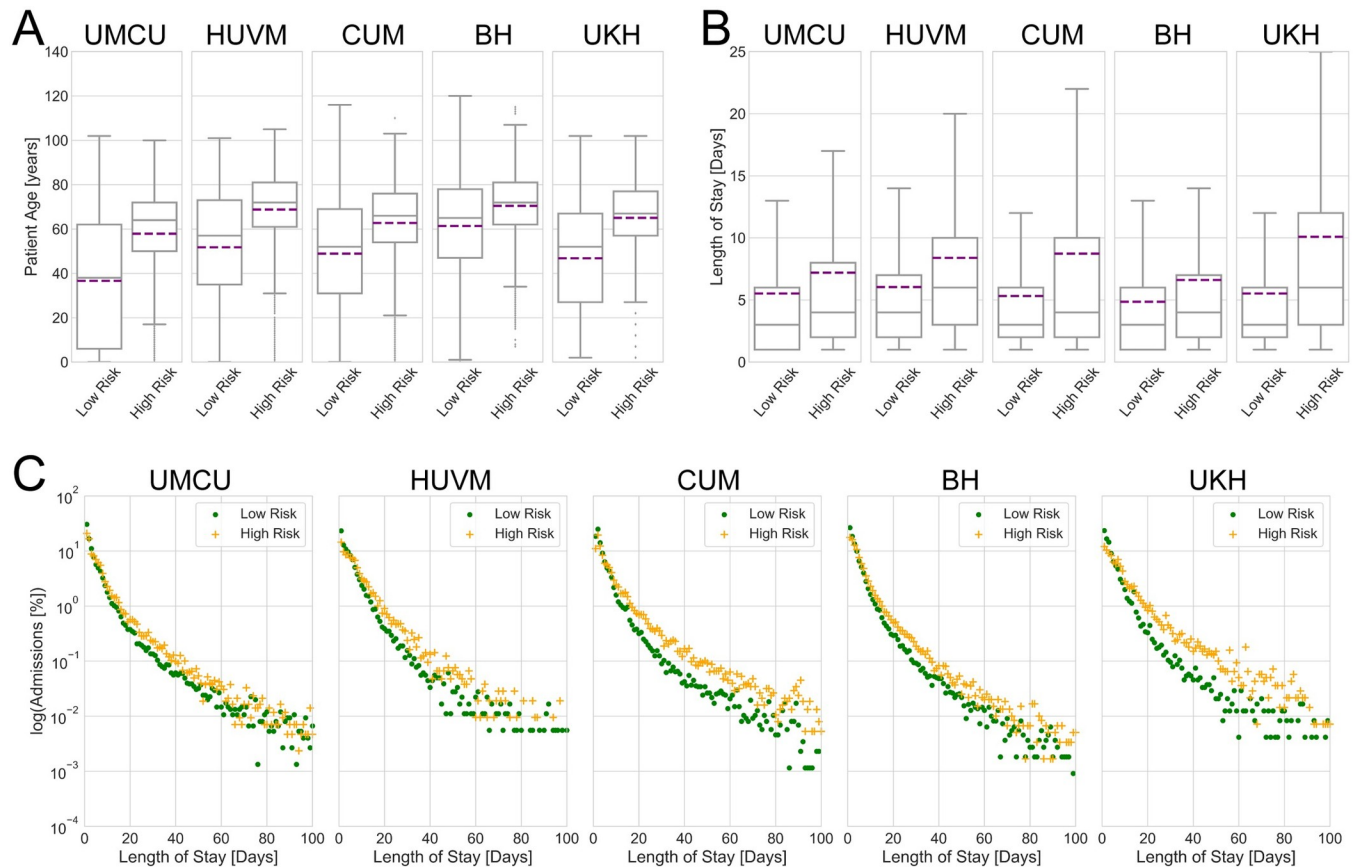 A
UMCU HUVM CUM BH UKH
Patient Age [years]
140
120
100
80
60
40
20
0
Low Risk High Risk Low Risk High Risk Low Risk High Risk Low Risk High Risk Low Risk High Risk
B
UMCU HUVM CUM BH UKH
Length of Stay [Days]
25
20
15
10
5
0
Low Risk High Risk Low Risk High Risk Low Risk High Risk Low Risk High Risk Low Risk High Risk
C
UMCU HUVM CUM BH UKH
log(Admissions [%])
10^2
10^1
10^0
10^-1
10^-2
10^-3
10^-4
Low Risk
High Risk
Low Risk
High Risk
Low Risk
High Risk
Low Risk
High Risk
Low Risk
High Risk
0 20 40 60 80 100 0 20 40 60 80 100 0 20 40 60 80 100 0 20 40 60 80 100 0 20 40 60 80 100
Length of Stay [Days] Length of Stay [Days] Length of Stay [Days] Length of Stay [Days] Length of Stay [Days]